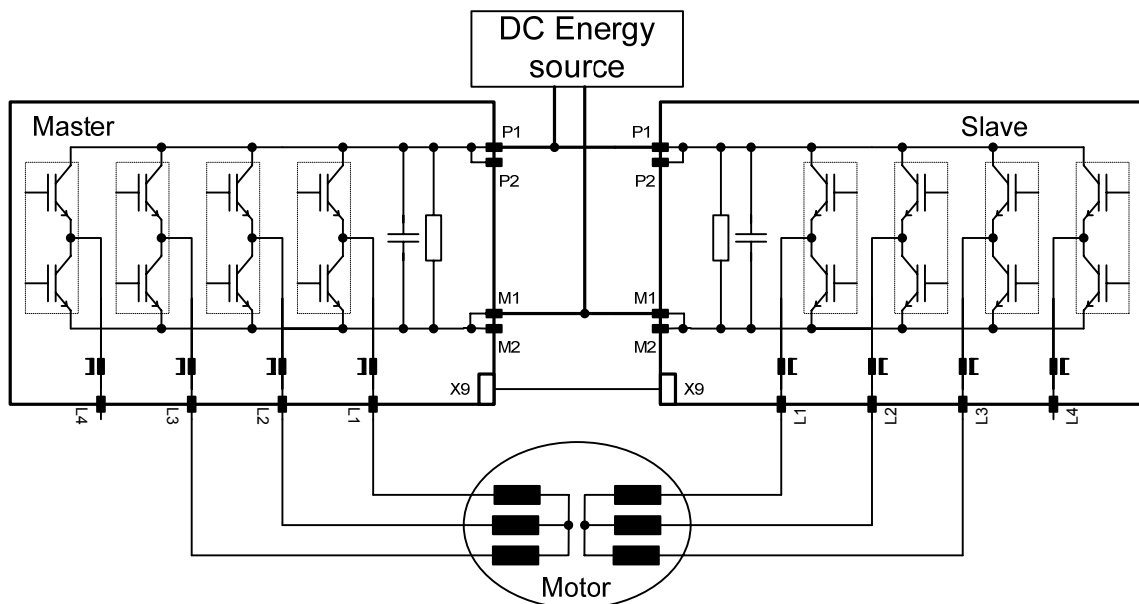 DC Energy
source
Master
Slave
P1
P1
P2
P2
M1
M1
M2
M2
X9
X9
L4
L3
L2
L1
L1
L2
L3
L4
Motor